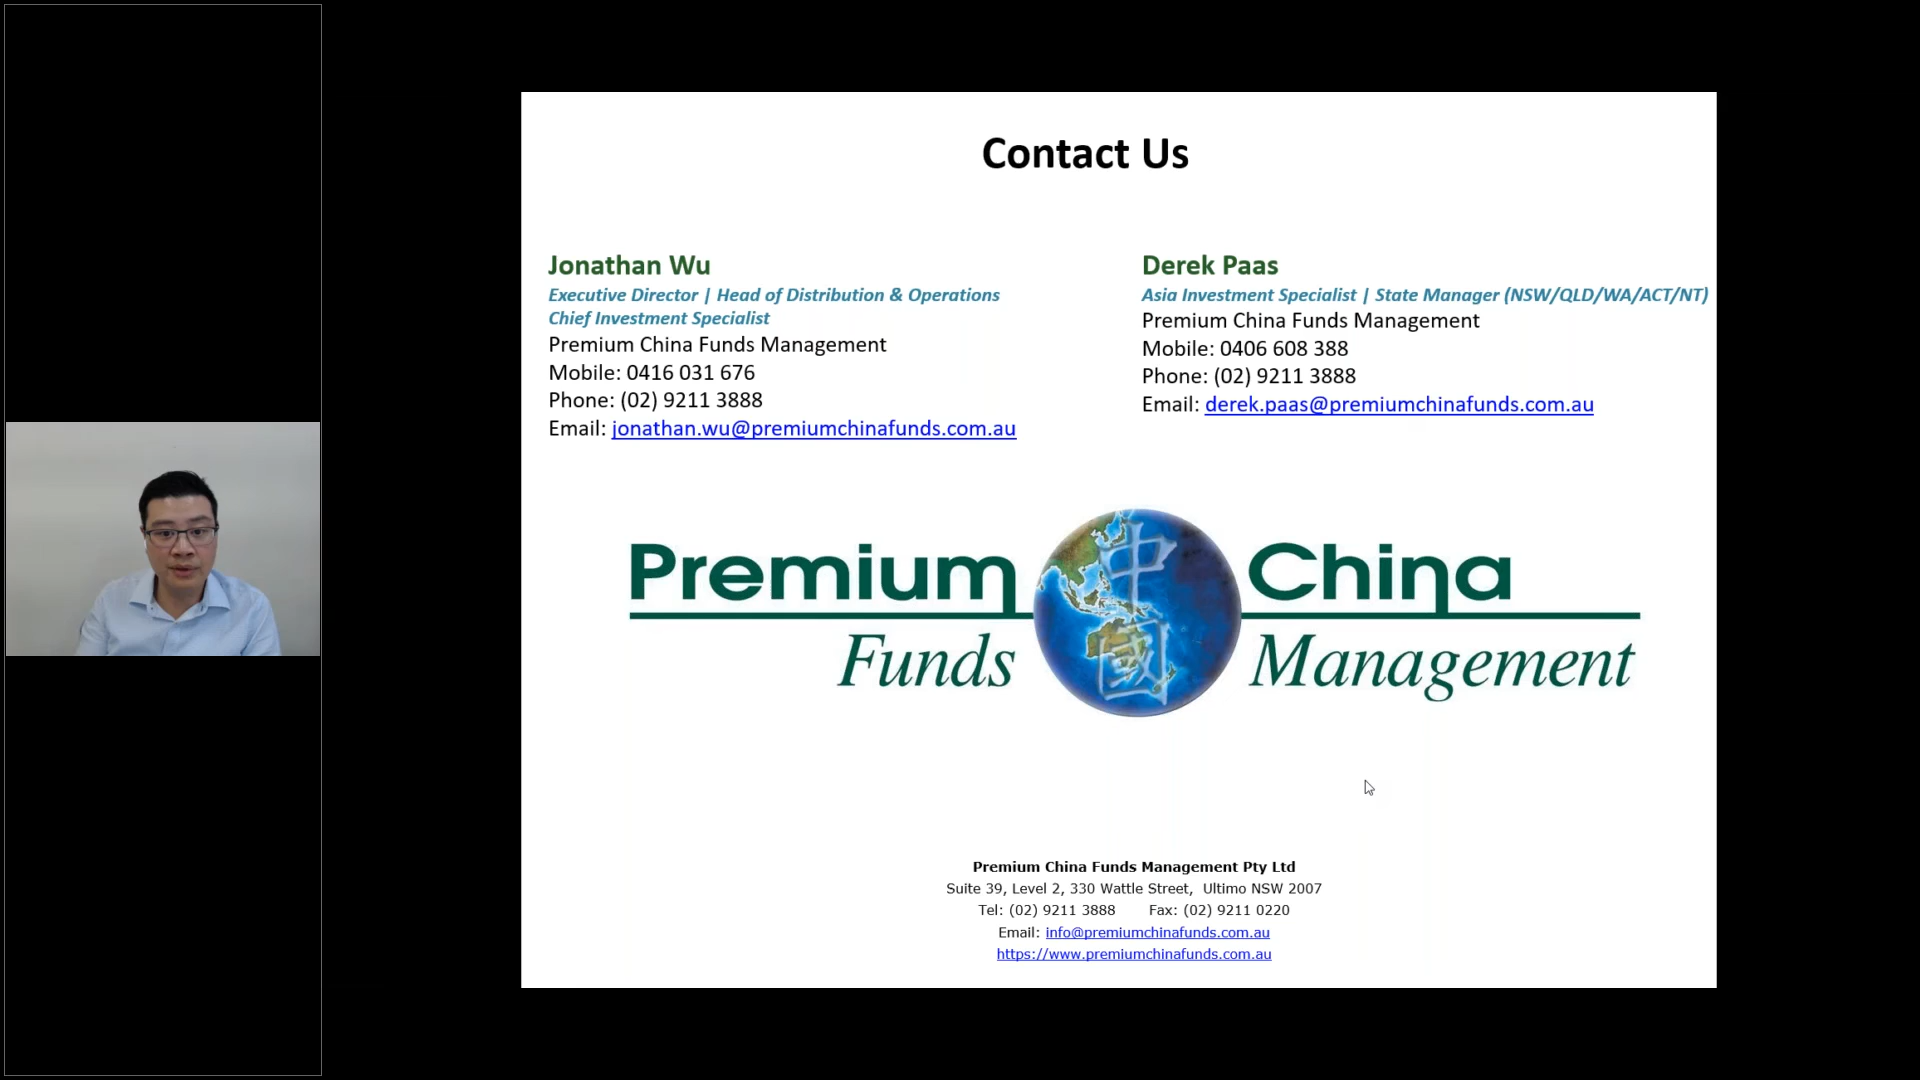 Contact Us
Jonathan Wu
Executive Director | Head of Distribution & Operations
Chief Investment Specialist
Premium China Funds Management
Mobile: 0416 031 676
Phone: (02) 9211 3888
Email: jonathan.wu@premiumchinafunds.com.au
Derek Paas
Asia Investment Specialist | State Manager (NSW/QLD/WA/ACT/NT)
Premium China Funds Management
Mobile: 0406 608 388
Phone: (02) 9211 3888
Email: derek.paas@premiumchinafunds.com.au
Premium China
Funds Management
中國
Premium China Funds Management Pty Ltd
Suite 39, Level 2, 330 Wattle Street, Ultimo NSW 2007
Tel: (02) 9211 3888 Fax: (02) 9211 0220
Email: info@premiumchinafunds.com.au
https://www.premiumchinafunds.com.au